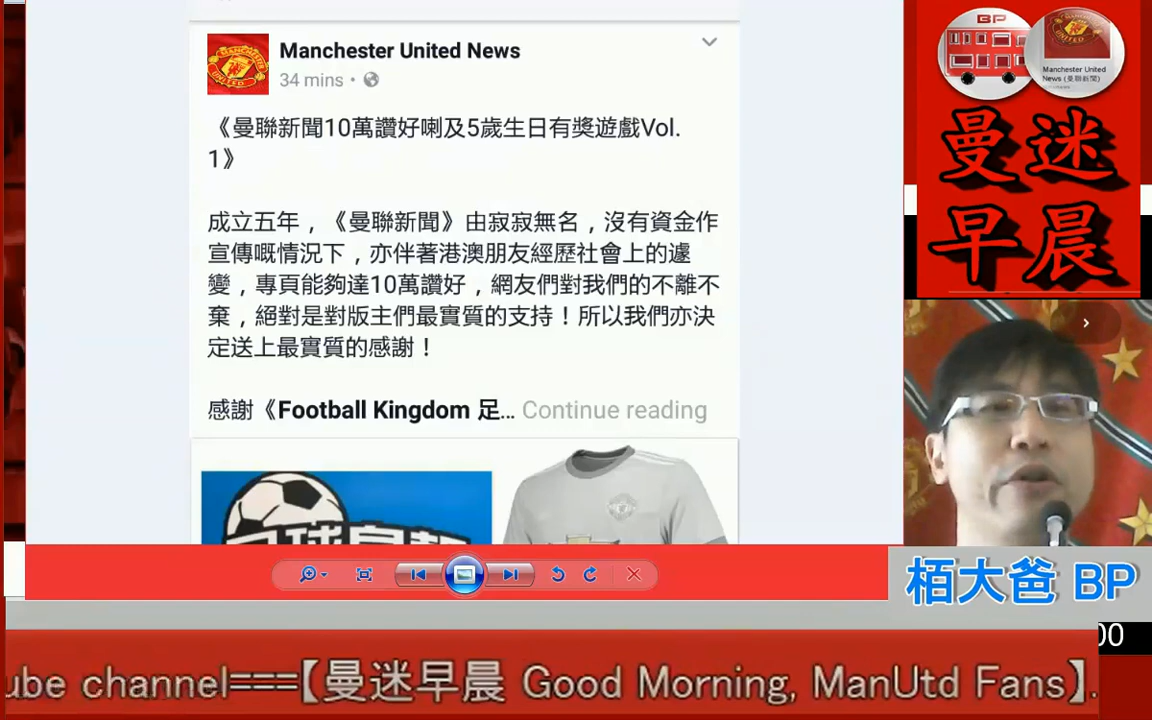 Manchester United News
34 mins
《曼聯新聞10萬讚好喇及5歲生日有獎遊戲Vol.
1》
成立五年，《曼聯新聞》由寂寂無名，沒有資金作
宣傳嘅情況下，亦伴著港澳朋友經歷社會上的遽
變，專頁能夠達10萬讚好，網友們對我們的不離不
棄，絕對是對版主們最實質的支持！所以我們亦決
定送上最實質的感謝！
感謝《Football Kingdom 足... Continue reading
BP
Manchester United
News (曼聯新聞)
曼迷
早晨
栢大爸 BP
00
ube channel===【曼迷早晨 Good Morning, ManUtd Fans】.